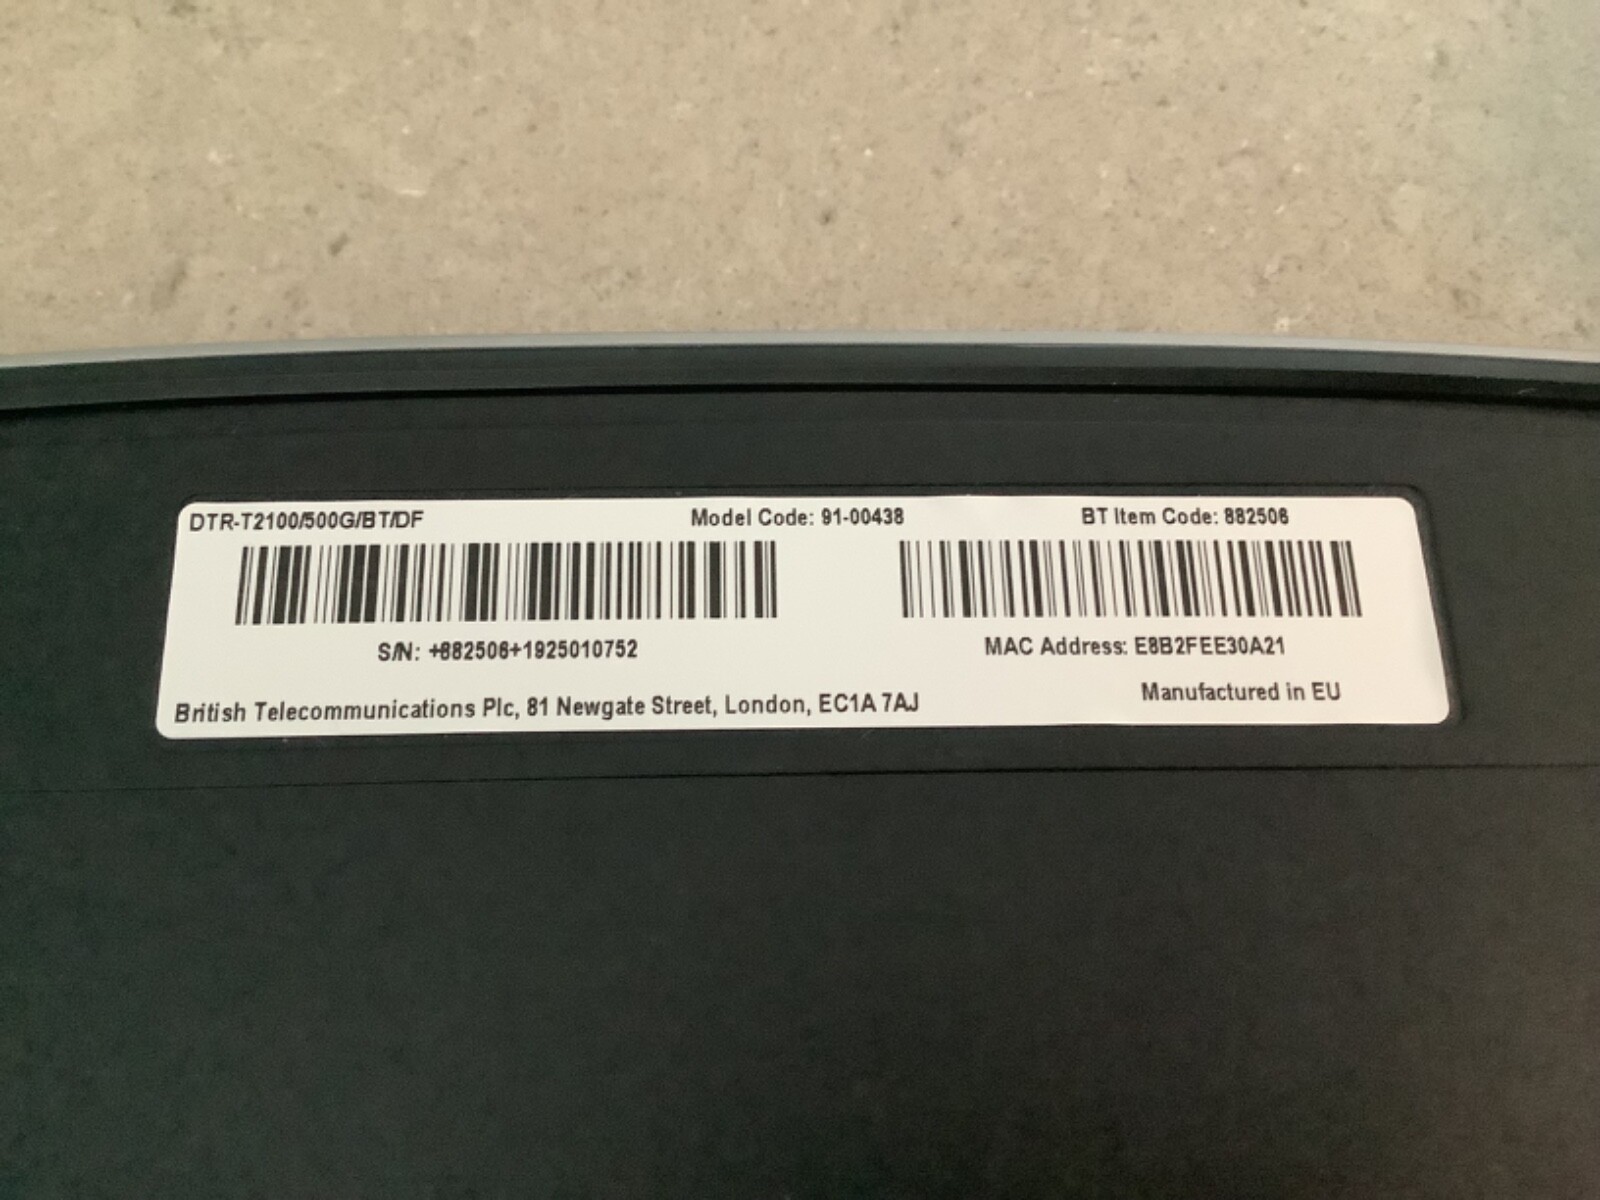 DTR-T2100/500G/BT/DF Model Code: 91-00438 BT Item Code: 882506
S/N: +882506+1925010752 MAC Address: E8B2FEE30A21
British Telecommunications Plc, 81 Newgate Street, London, EC1A 7AJ Manufactured in EU